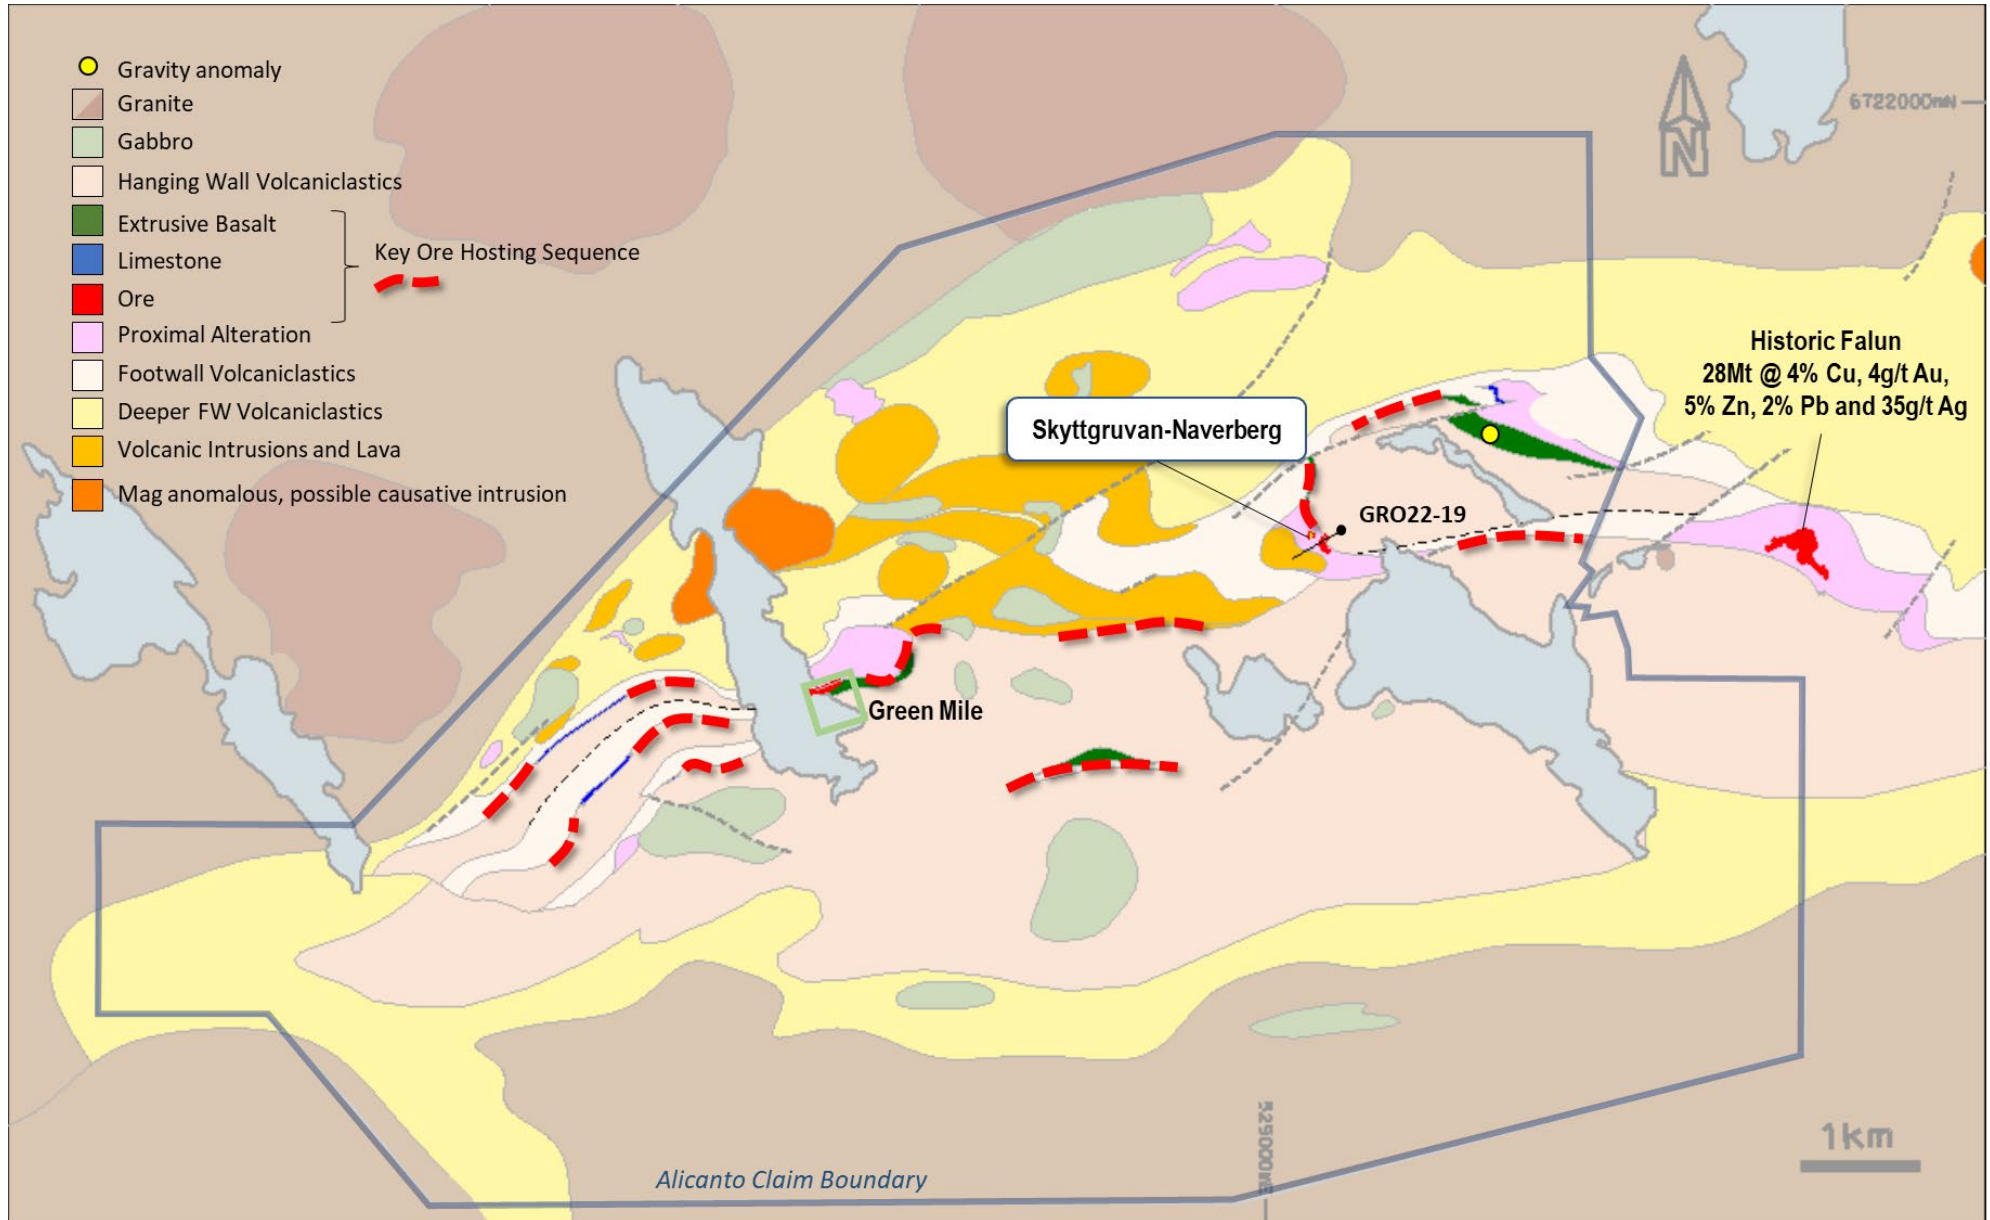 Gravity anomaly
Granite
Gabbro
Hanging Wall Volcaniclastics
Extrusive Basalt
Limestone
Ore
Key Ore Hosting Sequence
Proximal Alteration
Footwall Volcaniclastics
Deeper FW Volcaniclastics
Volcanic Intrusions and Lava
Mag anomalous, possible causative intrusion
N
6722000mN
Historic Falun
28Mt @ 4% Cu, 4g/t Au,
5% Zn, 2% Pb and 35g/t Ag
Skyttgruvan-Naverberg
GRO22-19
Green Mile
529000mE
1km
Alicanto Claim Boundary